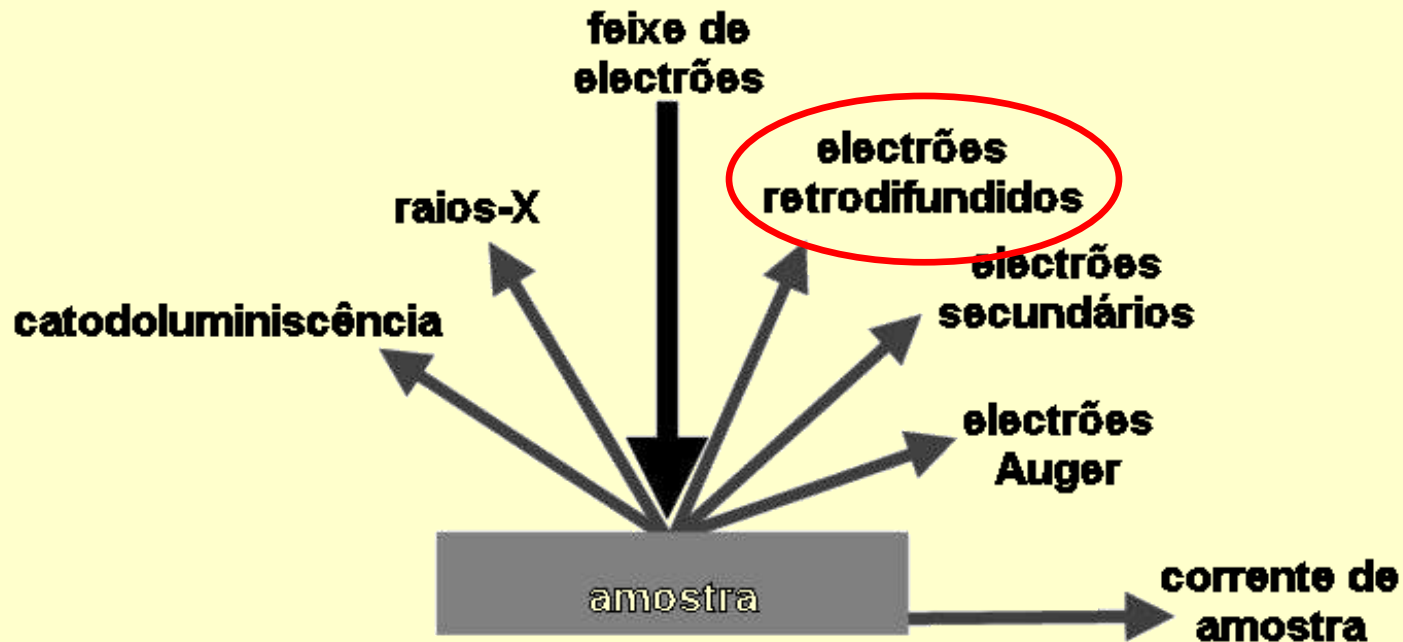 feixe de
electrões
electrões
retrodifundidos
raios-X
electrões
secundários
catodoluminiscência
electrões
Auger
amostra
corrente de
amostra